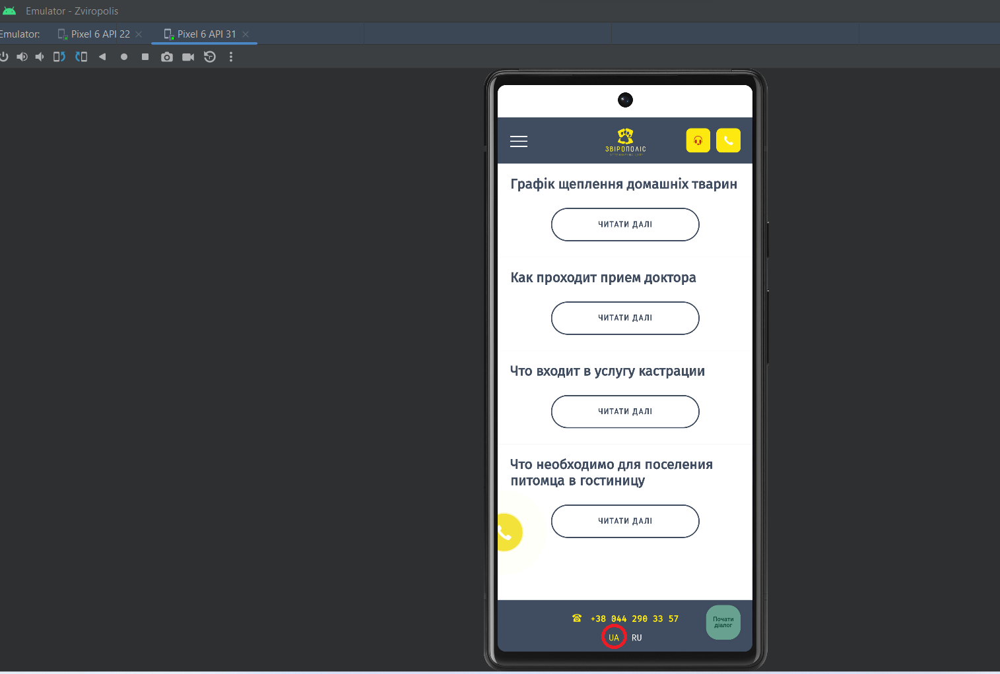 Emulator - Zviropolis
Emulator:
Pixel 6 API 22
Pixel 6 API 31
ЗВІРОПОЛІС
Графік щеплення домашніх тварин
ЧИТАТИ ДАЛІ
Как проходит прием доктора
ЧИТАТИ ДАЛІ
Что входит в услугу кастрации
ЧИТАТИ ДАЛІ
Что необходимо для поселения
питомца в гостиницу
ЧИТАТИ ДАЛІ
+38 044 290 33 57
UA RU
Почати
діалог